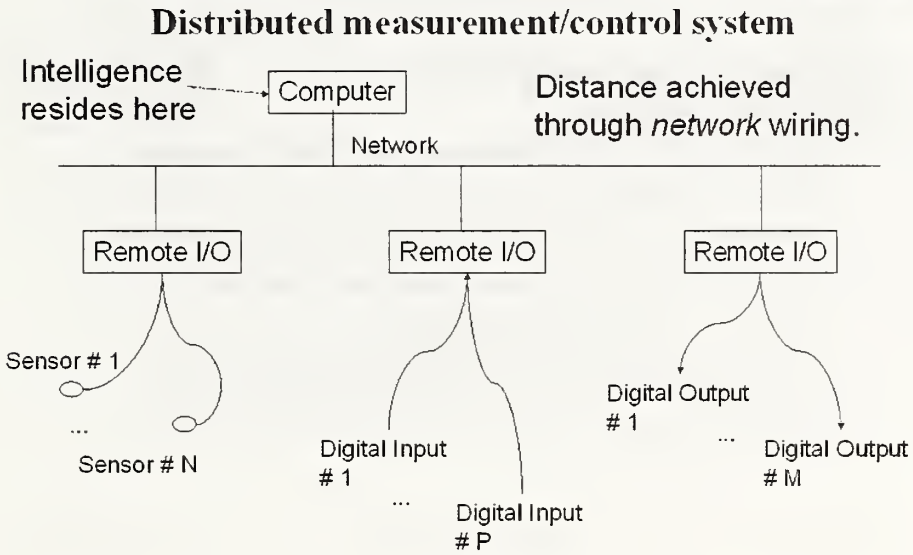 Distributed measurement/control system
Intelligence
resides here
Computer
Distance achieved
through network wiring.
Network
Remote I/O
Remote I/O
Remote I/O
Sensor # 1
...
Sensor # N
Digital Input
# 1
...
Digital Input
# P
Digital Output
# 1
...
Digital Output
# M